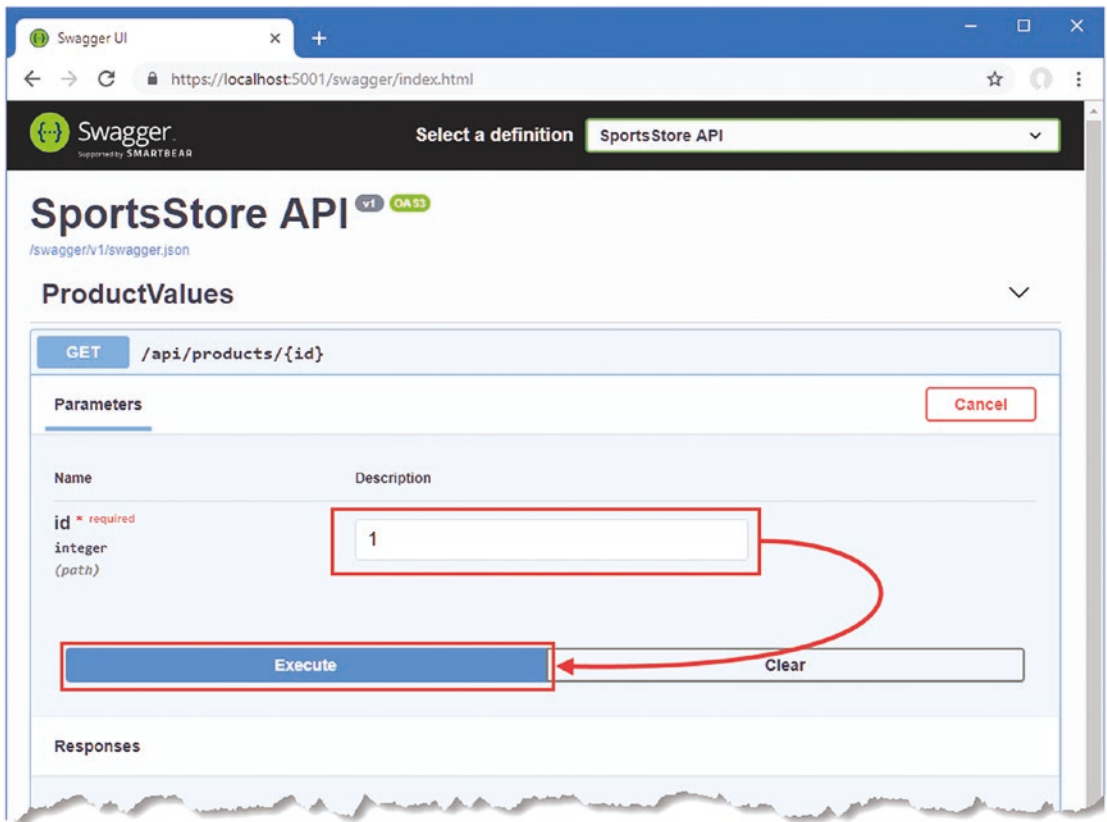 Swagger UI
https://localhost:5001/swagger/index.html
Swagger.
Supported by SMARTBEAR
Select a definition
SportsStore API
SportsStore API v1 OAS3
/swagger/v1/swagger.json
ProductValues
GET /api/products/{id}
Parameters
Cancel
Name Description
id * required
integer
(path)
1
Execute
Clear
Responses